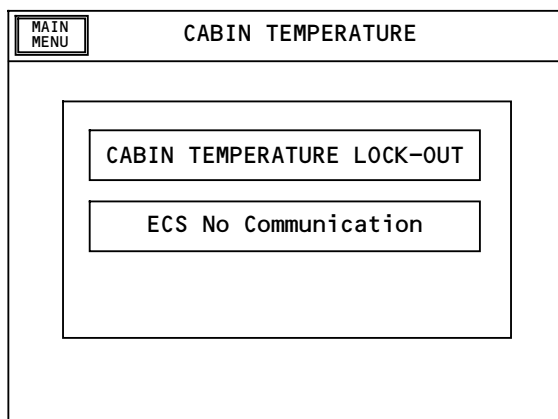 MAIN
MENU
CABIN TEMPERATURE
CABIN TEMPERATURE LOCK-OUT
ECS No Communication